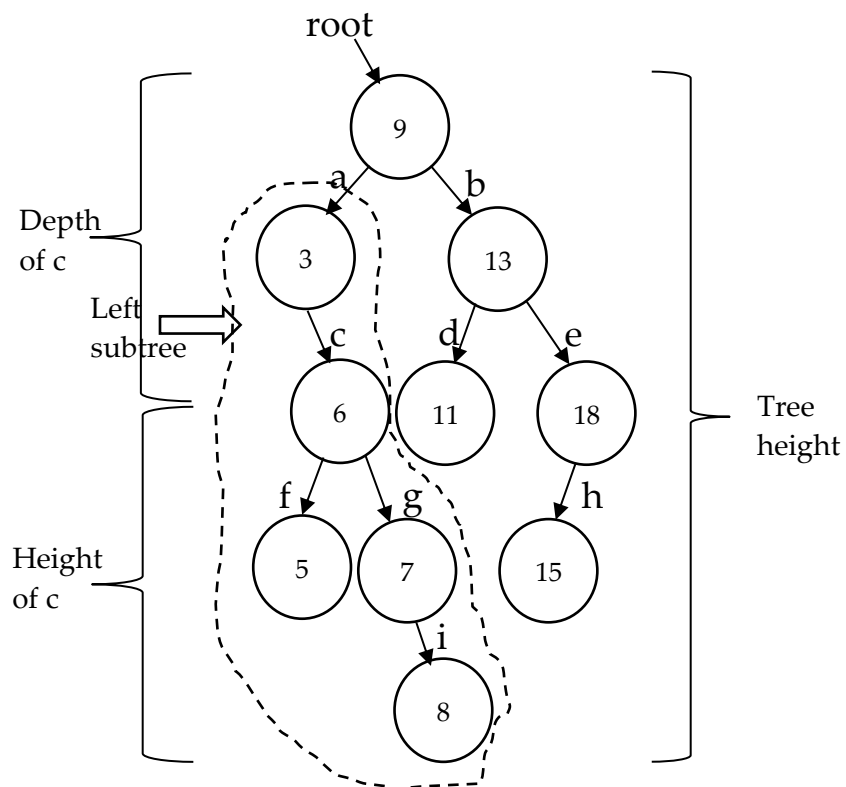 root
9
a
b
Depth
of c
3
13
Left
subtree
c
d
e
6
11
18
Tree
height
f
g
h
Height
of c
5
7
15
i
8